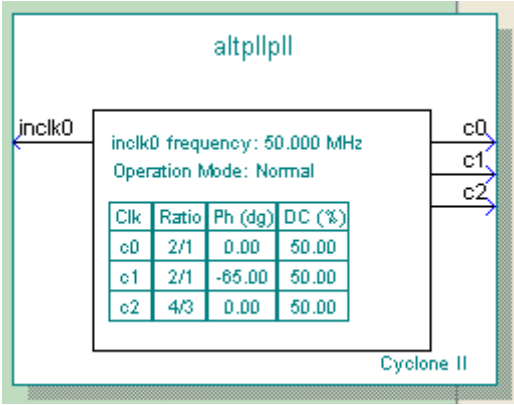 altpllpll
inclk0
c0
c1
c2
inclk0 frequency: 50.000 MHz
Operation Mode: Normal
Clk Ratio Ph (dg) DC (%)
c0 2/1 0.00 50.00
c1 2/1 -65.00 50.00
c2 4/3 0.00 50.00
Cyclone II